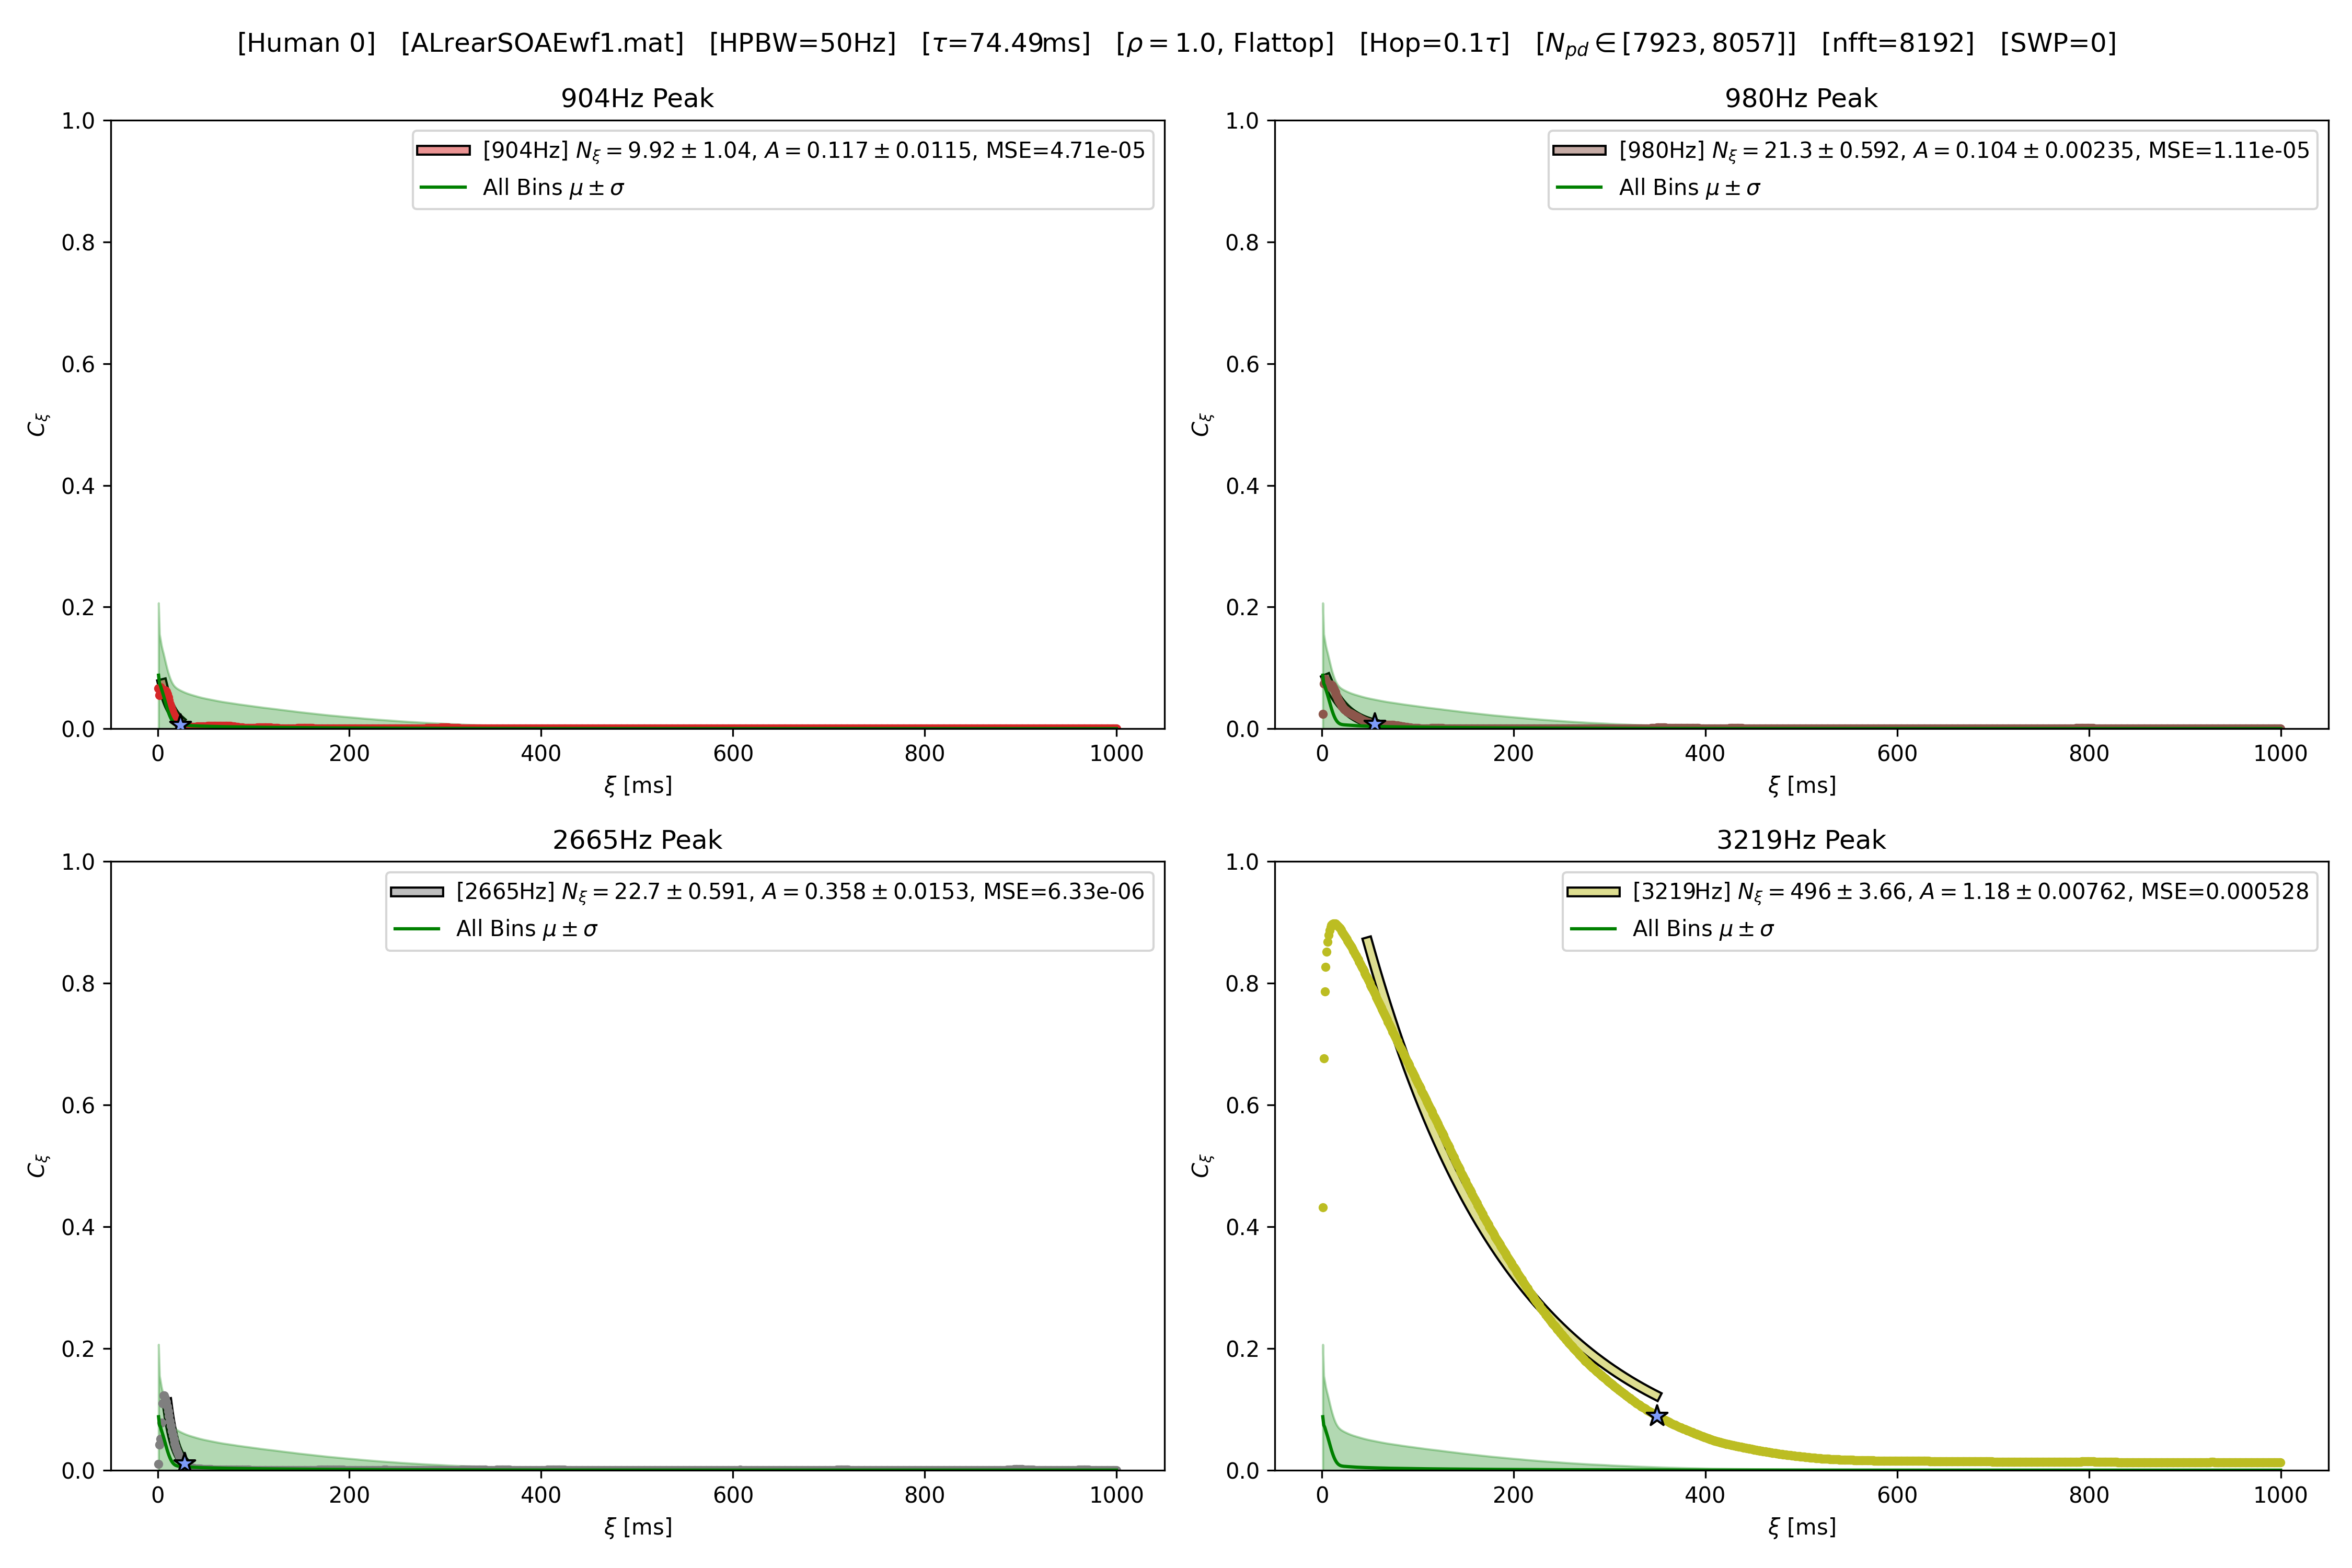 [Human 0] [ALrearSOAEwf1.mat] [HPBW=50Hz] [τ=74.49ms] [ρ = 1.0, Flattop] [Hop=0.1τ] [N_pd ∈ [7923, 8057]] [nfft=8192] [SWP=0]
904Hz Peak
[904Hz] N_ξ = 9.92 ± 1.04, A = 0.117 ± 0.0115, MSE=4.71e-05
All Bins μ ± σ
1.0
0.8
0.6
0.4
0.2
0.0
C_ξ
0 200 400 600 800 1000
ξ [ms]
980Hz Peak
[980Hz] N_ξ = 21.3 ± 0.592, A = 0.104 ± 0.00235, MSE=1.11e-05
All Bins μ ± σ
1.0
0.8
0.6
0.4
0.2
0.0
C_ξ
0 200 400 600 800 1000
ξ [ms]
2665Hz Peak
[2665Hz] N_ξ = 22.7 ± 0.591, A = 0.358 ± 0.0153, MSE=6.33e-06
All Bins μ ± σ
1.0
0.8
0.6
0.4
0.2
0.0
C_ξ
0 200 400 600 800 1000
ξ [ms]
3219Hz Peak
[3219Hz] N_ξ = 496 ± 3.66, A = 1.18 ± 0.00762, MSE=0.000528
All Bins μ ± σ
1.0
0.8
0.6
0.4
0.2
0.0
C_ξ
0 200 400 600 800 1000
ξ [ms]